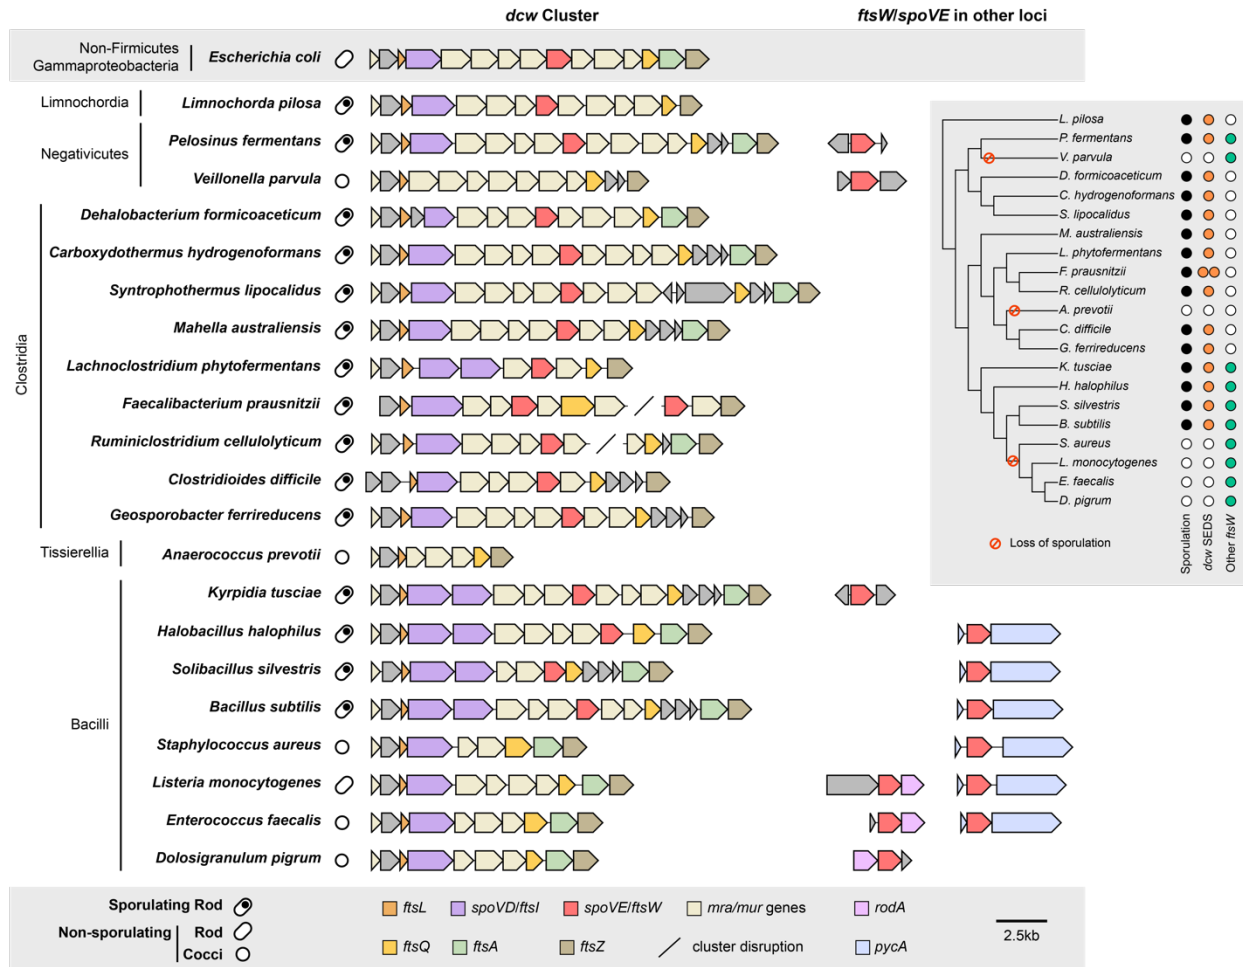 dcw Cluster
ftsW/spoVE in other loci
Non-Firmicutes
Gammaproteobacteria
Escherichia coli
Limnochordia
Limnochorda pilosa
Negativicutes
Pelosinus fermentans
Veillonella parvula
Clostridia
Dehalobacterium formicoaceticum
Carboxydothermus hydrogenoformans
Syntrophothermus lipocalidus
Mahella australiensis
Lachnoclostridium phytofermentans
Faecalibacterium prausnitzii
Ruminiclostridium cellulolyticum
Clostridioides difficile
Geosporobacter ferrireducens
Tissierellia
Anaerococcus prevotii
Bacilli
Kyrpidia tusciae
Halobacillus halophilus
Solibacillus silvestris
Bacillus subtilis
Staphylococcus aureus
Listeria monocytogenes
Enterococcus faecalis
Dolosigranulum pigrum
L. pilosa
P. fermentans
V. parvula
D. formicoaceticum
C. hydrogenoformans
S. lipocalidus
M. australiensis
L. phytofermentans
F. prausnitzii
R. cellulolyticum
A. prevotii
C. difficile
G. ferrireducens
K. tusciae
H. halophilus
S. silvestris
B. subtilis
S. aureus
L. monocytogenes
E. faecalis
D. pigrum
Loss of sporulation
Sporulation
dcw SEDS
Other ftsW
Sporulating Rod
Non-sporulating
Rod
Cocci
ftsL
spoVD/ftsI
spoVE/ftsW
mra/mur genes
rodA
ftsQ
ftsA
ftsZ
cluster disruption
pycA
2.5kb